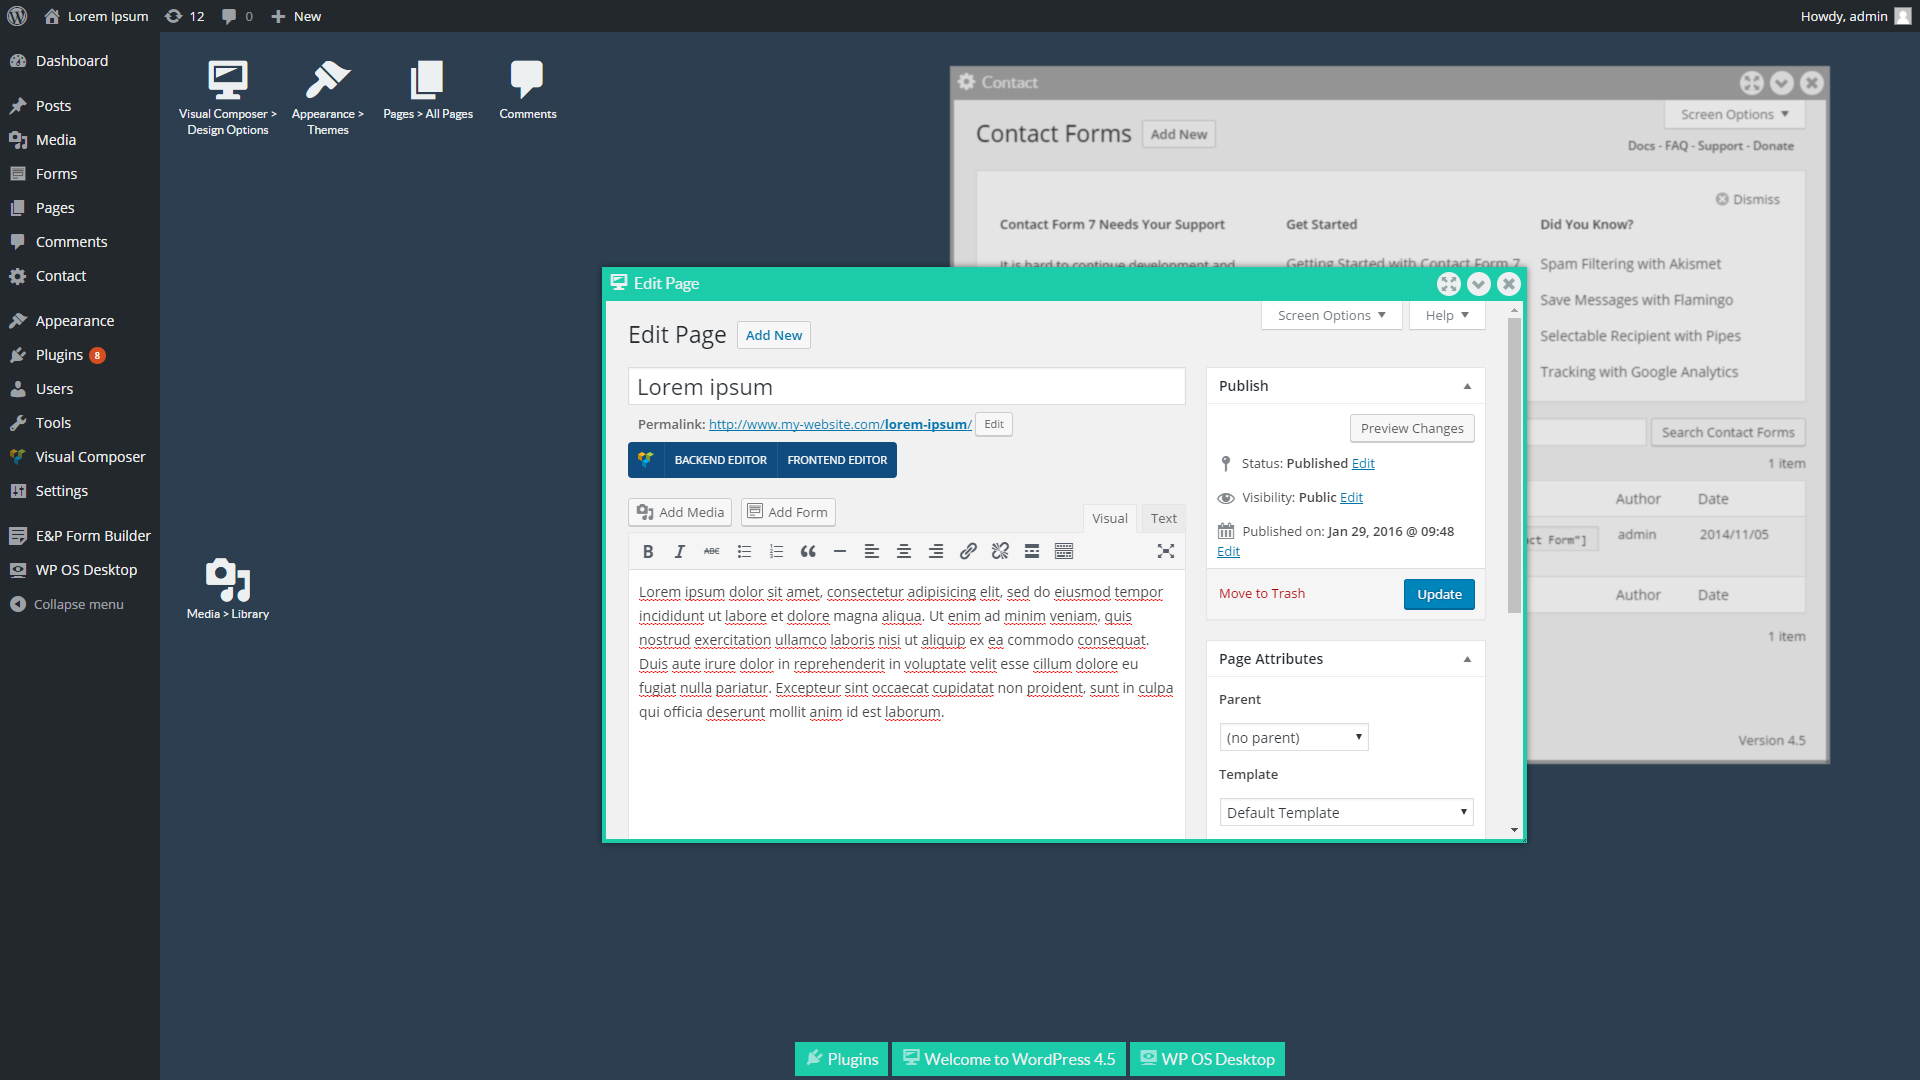 Lorem Ipsum 12 0 New Howdy, admin
Dashboard
Posts
Media
Forms
Pages
Comments
Contact
Appearance
Plugins 8
Users
Tools
Visual Composer
Settings
E&P Form Builder
WP OS Desktop
Collapse menu
Visual Composer >
Design Options
Appearance >
Themes
Pages > All Pages
Comments
Media > Library
Contact
Screen Options
Contact Forms Add New
Docs - FAQ - Support - Donate
Dismiss
Contact Form 7 Needs Your Support Get Started Did You Know?
It is hard to continue development and Getting Started with Contact Form 7 Spam Filtering with Akismet
Save Messages with Flamingo
Selectable Recipient with Pipes
Tracking with Google Analytics
Search Contact Forms
1 item
Author Date
Form"] admin 2014/11/05
Author Date
1 item
Version 4.5
Edit Page
Screen Options Help
Edit Page Add New
Lorem ipsum
Permalink: http://www.my-website.com/lorem-ipsum/ Edit
BACKEND EDITOR FRONTEND EDITOR
Add Media Add Form
Visual Text
B I ABC
Lorem ipsum dolor sit amet, consectetur adipisicing elit, sed do eiusmod tempor
incididunt ut labore et dolore magna aliqua. Ut enim ad minim veniam, quis
nostrud exercitation ullamco laboris nisi ut aliquip ex ea commodo consequat.
Duis aute irure dolor in reprehenderit in voluptate velit esse cillum dolore eu
fugiat nulla pariatur. Excepteur sint occaecat cupidatat non proident, sunt in culpa
qui officia deserunt mollit anim id est laborum.
Publish
Preview Changes
Status: Published Edit
Visibility: Public Edit
Published on: Jan 29, 2016 @ 09:48
Edit
Move to Trash Update
Page Attributes
Parent
(no parent)
Template
Default Template
Plugins Welcome to WordPress 4.5 WP OS Desktop